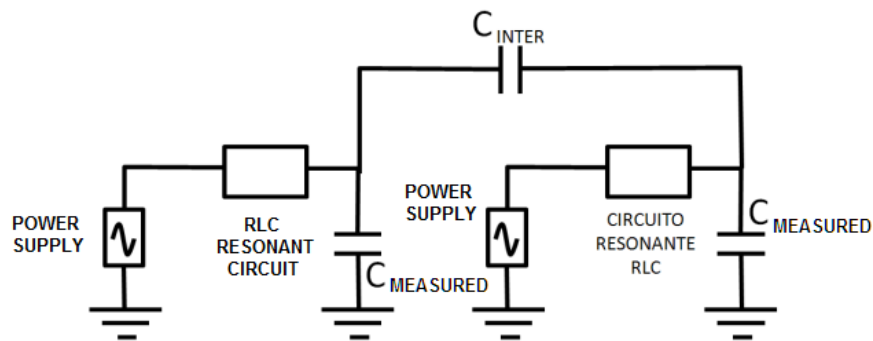 C INTER
POWER
SUPPLY
RLC
RESONANT
CIRCUIT
C MEASURED
POWER
SUPPLY
CIRCUITO
RESONANTE
RLC
C MEASURED